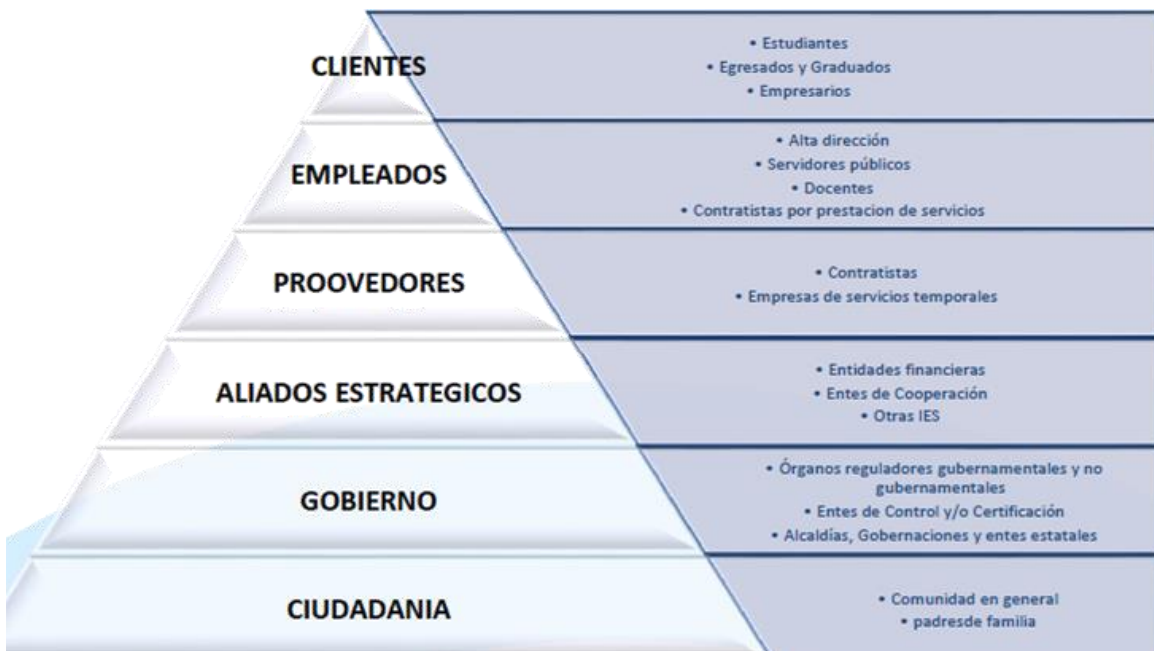 CLIENTES
• Estudiantes
• Egresados y Graduados
• Empresarios
EMPLEADOS
• Alta dirección
• Servidores públicos
• Docentes
• Contratistas por prestacion de servicios
PROOVEDORES
• Contratistas
• Empresas de servicios temporales
ALIADOS ESTRATEGICOS
• Entidades financieras
• Entes de Cooperación
• Otras IES
GOBIERNO
• Órganos reguladores gubernamentales y no
gubernamentales
• Entes de Control y/o Certificación
• Alcaldías, Gobernaciones y entes estatales
CIUDADANIA
• Comunidad en general
• padresde familia